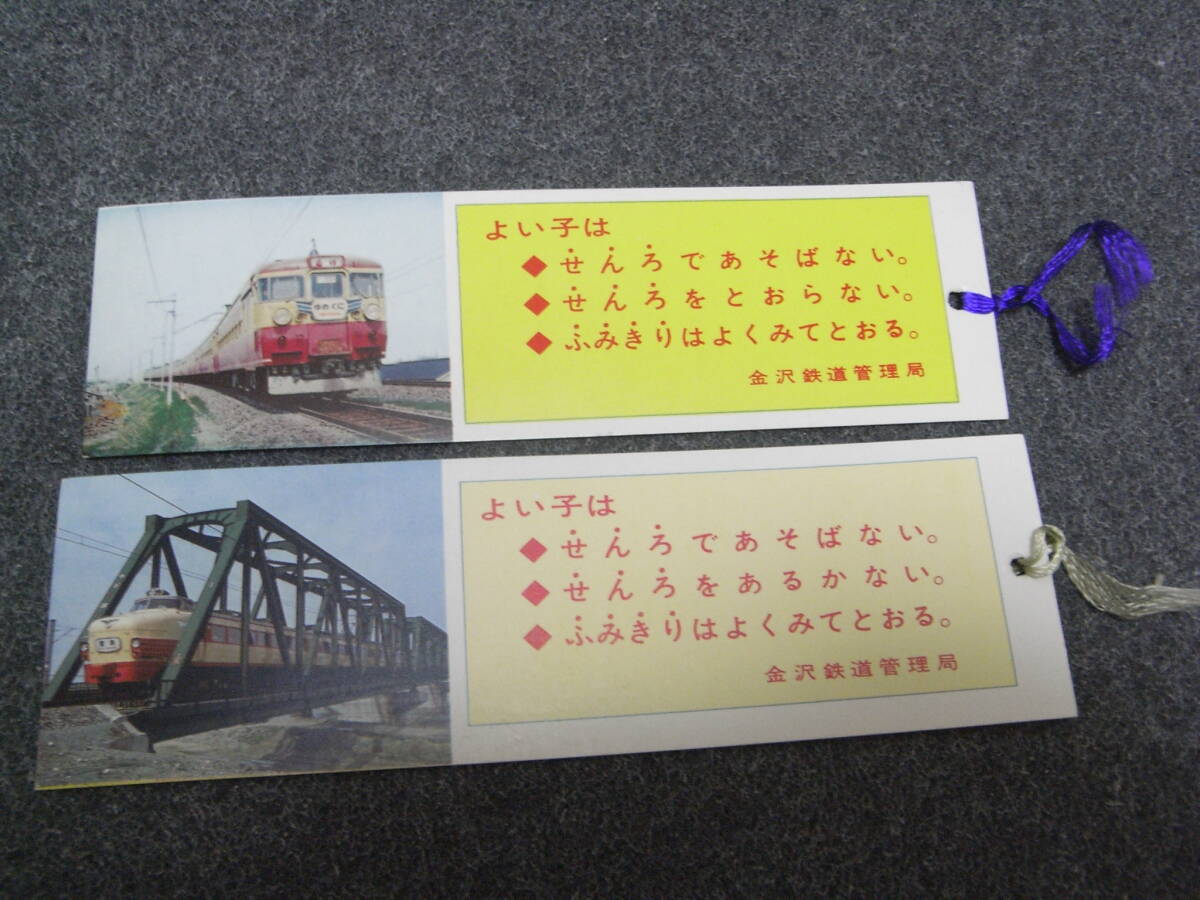 よい子は
◆せんろであそばない。
◆せんろをとおらない。
◆ふみきりはよくみてとおる。
金沢鉄道管理局
ゆのくに
よい子は
◆せんろであそばない。
◆せんろをあるかない。
◆ふみきりはよくみてとおる。
金沢鉄道管理局